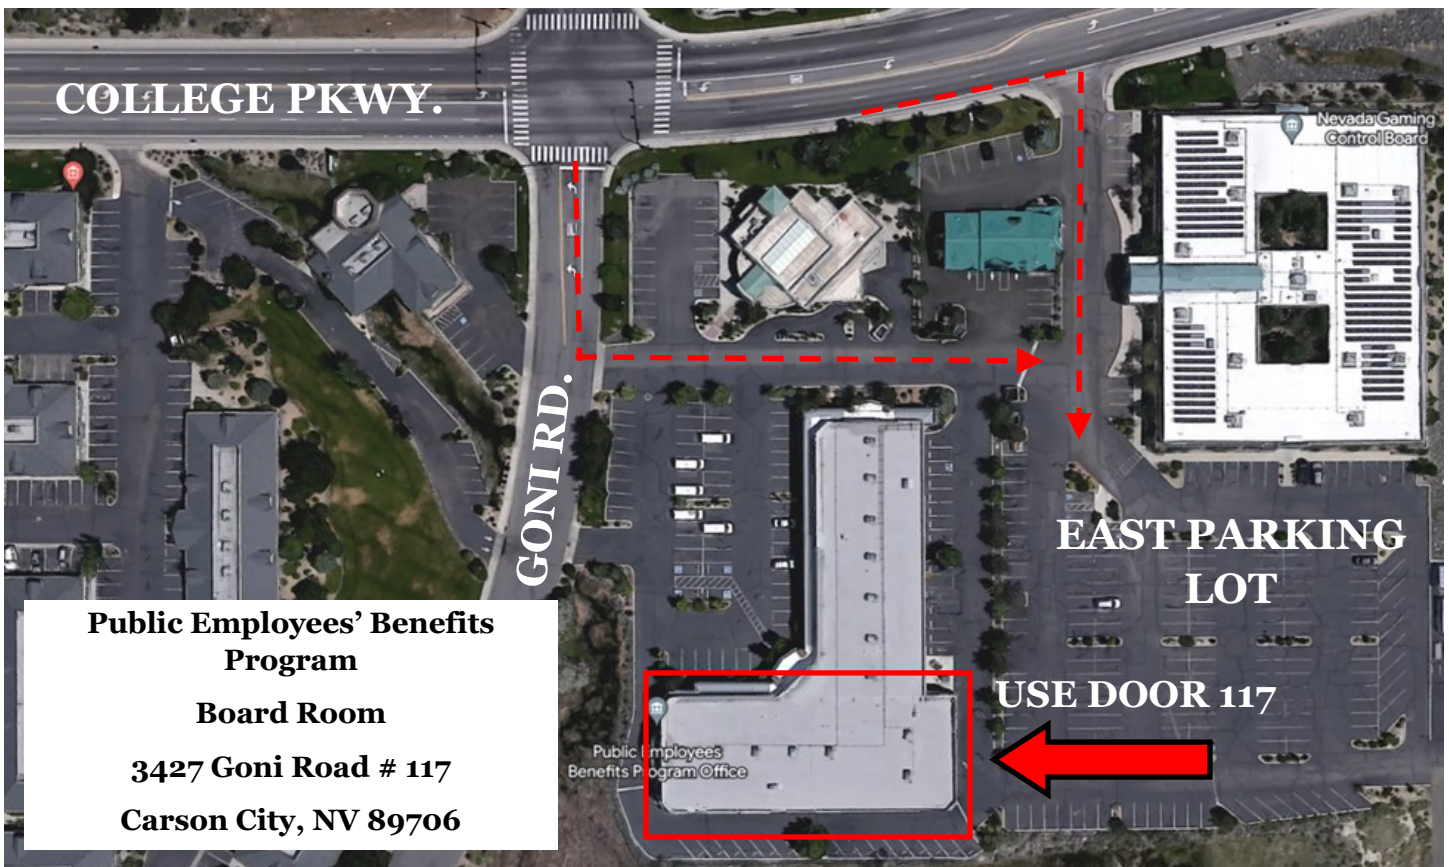 COLLEGE PKWY.
Nevada Gaming
Control Board
GONI RD.
EAST PARKING
LOT
USE DOOR 117
Public Employees
Benefits Program Office
Public Employees’ Benefits
Program
Board Room
3427 Goni Road # 117
Carson City, NV 89706